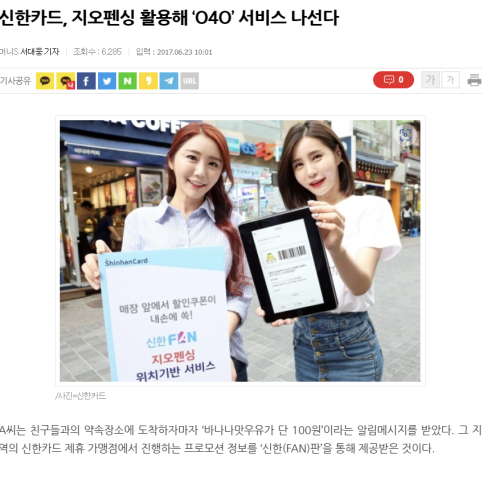 신한카드, 지오펜싱 활용해 ‘O4O’ 서비스 나선다
머니S 서대웅 기자 | 조회수 : 6,285 | 입력 : 2017.06.23 10:01
기사공유
URL
0
가 가
COFFEE
ShinhanCard
매장 앞에서 할인쿠폰이
내손에 쏙!
신한FAN
지오펜싱
위치기반 서비스
/사진=신한카드
A씨는 친구들과의 약속장소에 도착하자마자 ‘바나나맛우유가 단 100원’이라는 알림메시지를 받았다. 그 지
역의 신한카드 제휴 가맹점에서 진행하는 프로모션 정보를 ‘신한(FAN)판’을 통해 제공받은 것이다.